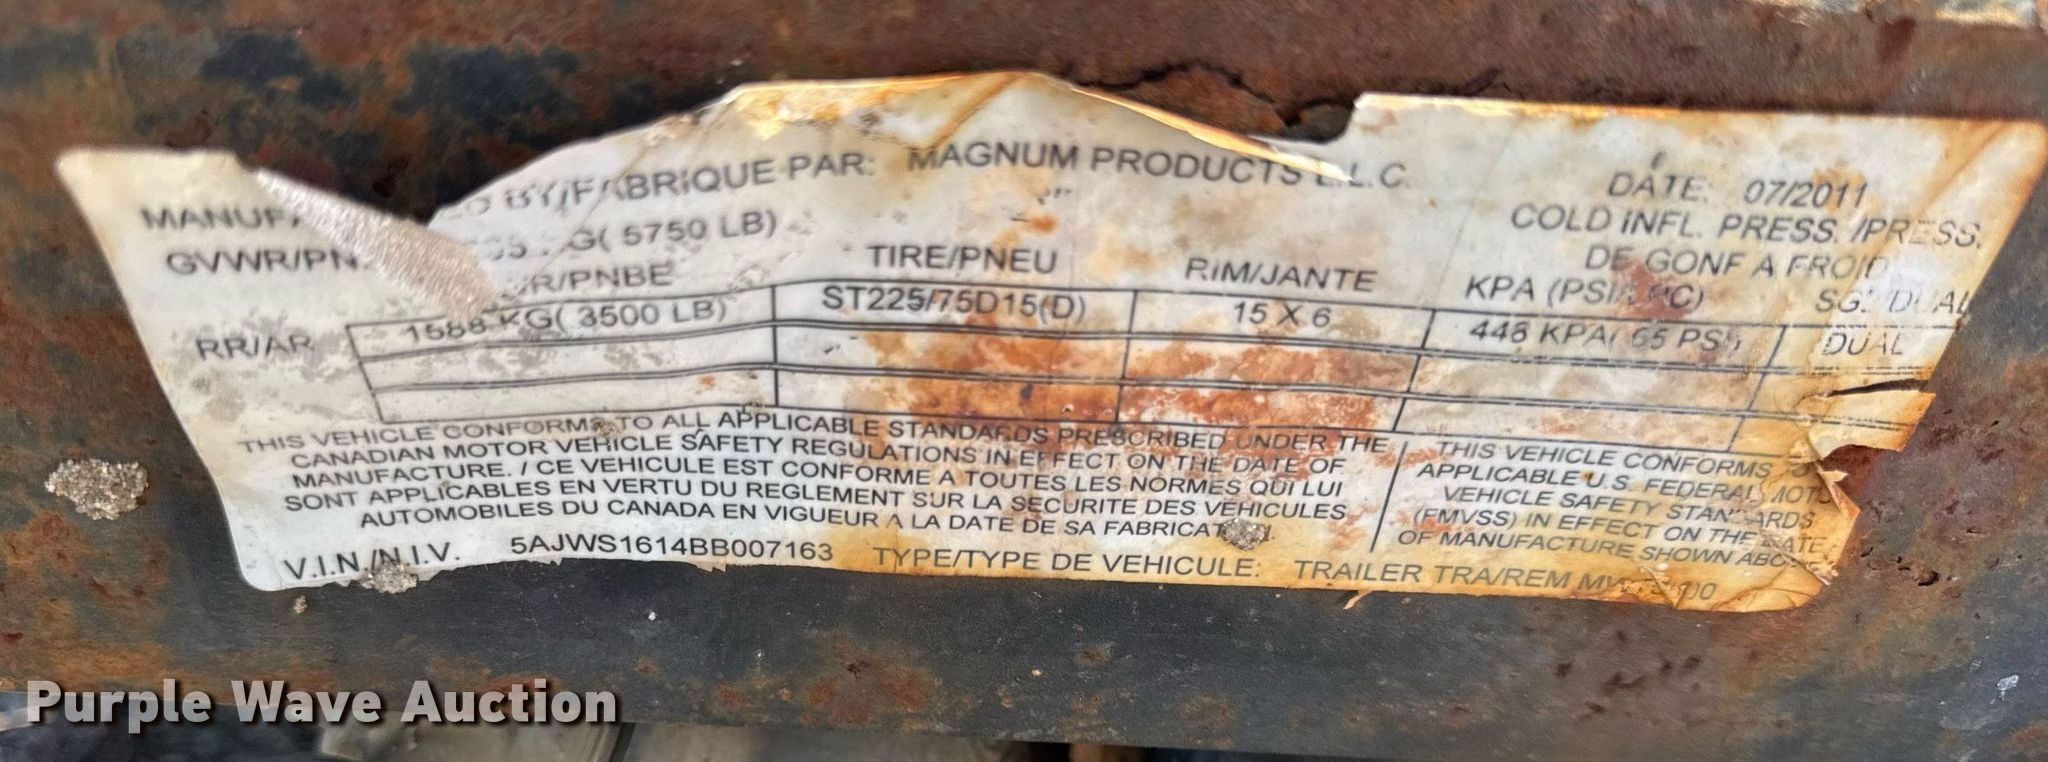 BY/FABRIQUE PAR: MAGNUM PRODUCTS L.L.C.
DATE: 07/2011
GVWR/PN ( 5750 LB)
COLD INFL. PRESS. /PRESS.
DE GONF A FROID
TIRE/PNEU RIM/JANTE KPA
DUAL
RR/AR 1588 KG( 3500 LB) ST225/75D15(D) 15 X 6 448 KPA( 65 PSI) DUAL
THIS VEHICLE CONFORMS TO ALL APPLICABLE STANDARDS PRESCRIBED UNDER THE
CANADIAN MOTOR VEHICLE SAFETY REGULATIONS IN EFFECT ON THE DATE OF
MANUFACTURE. / CE VEHICULE EST CONFORME A TOUTES LES NORMES QUI LUI
SONT APPLICABLES EN VERTU DU REGLEMENT SUR LA SECURITE DES VEHICULES
AUTOMOBILES DU CANADA EN VIGUEUR A LA DATE DE SA
THIS VEHICLE CONFORMS
APPLICABLE U.S. FEDERAL
VEHICLE SAFETY STANDARDS
(FMVSS) IN EFFECT ON THE DATE
OF MANUFACTURE SHOWN
V.I.N./N.I.V. 5AJWS1614BB007163 TYPE/TYPE DE VEHICULE: TRAILER TRA/REM
Purple Wave Auction